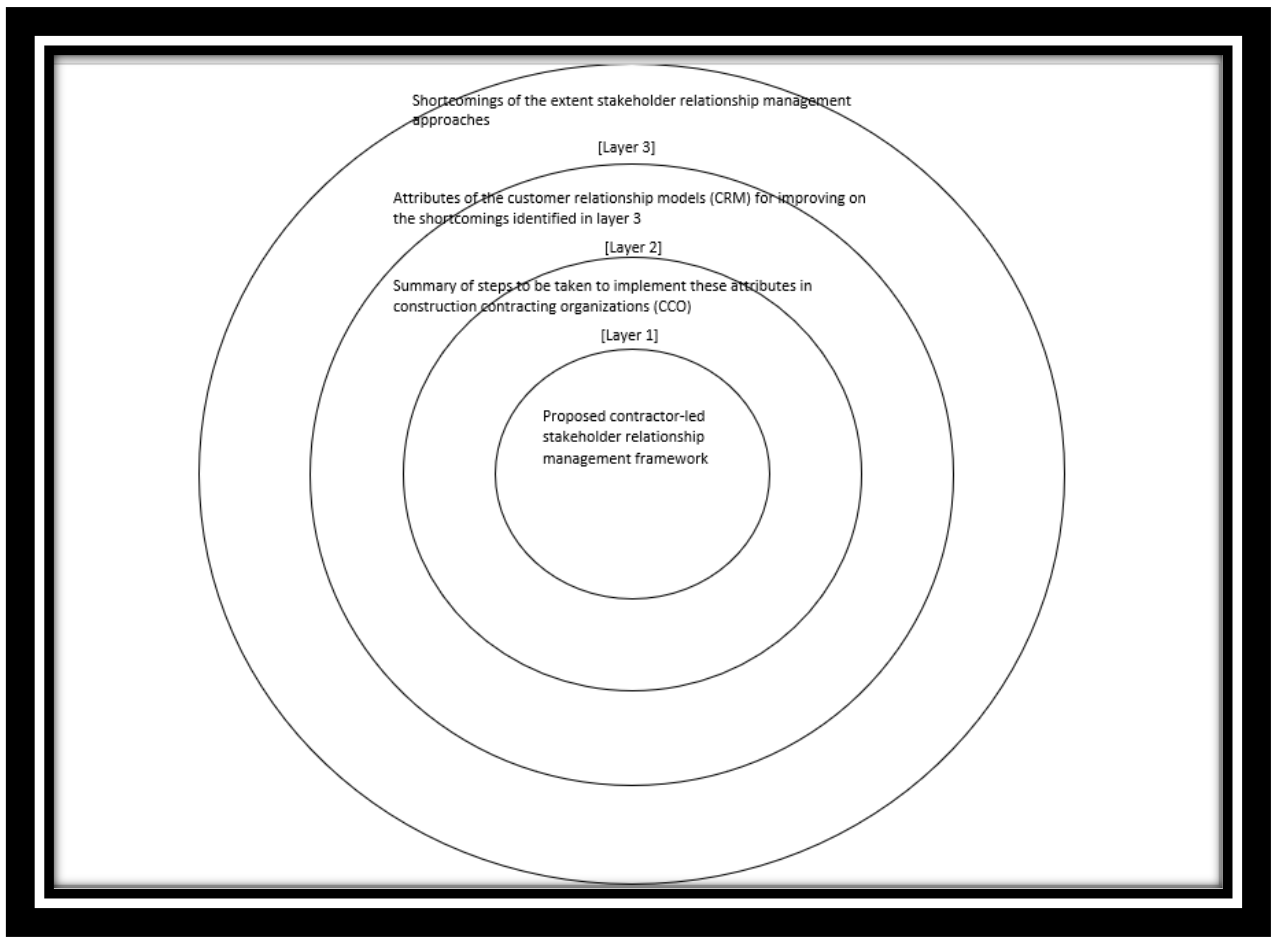 Shortcomings of the extent stakeholder relationship management
approaches
[Layer 3]
Attributes of the customer relationship models (CRM) for improving on
the shortcomings identified in layer 3
[Layer 2]
Summary of steps to be taken to implement these attributes in
construction contracting organizations (CCO)
[Layer 1]
Proposed contractor-led
stakeholder relationship
management framework